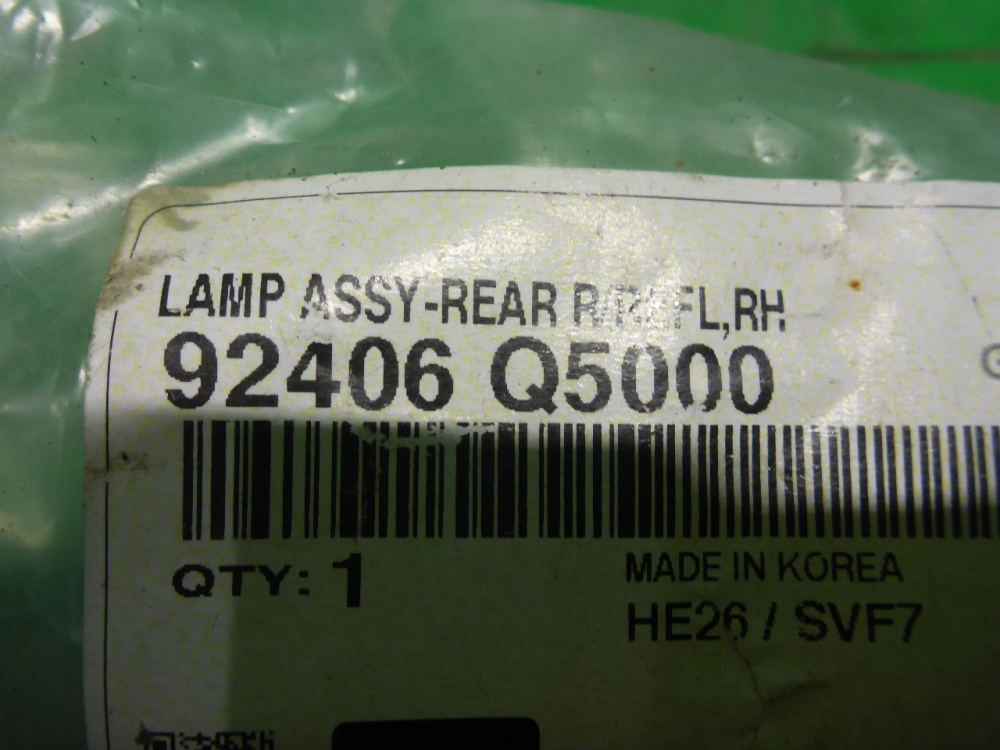 LAMP ASSY-REAR R/REFL,RH
92406 Q5000
QTY: 1
MADE IN KOREA
HE26 / SVF7